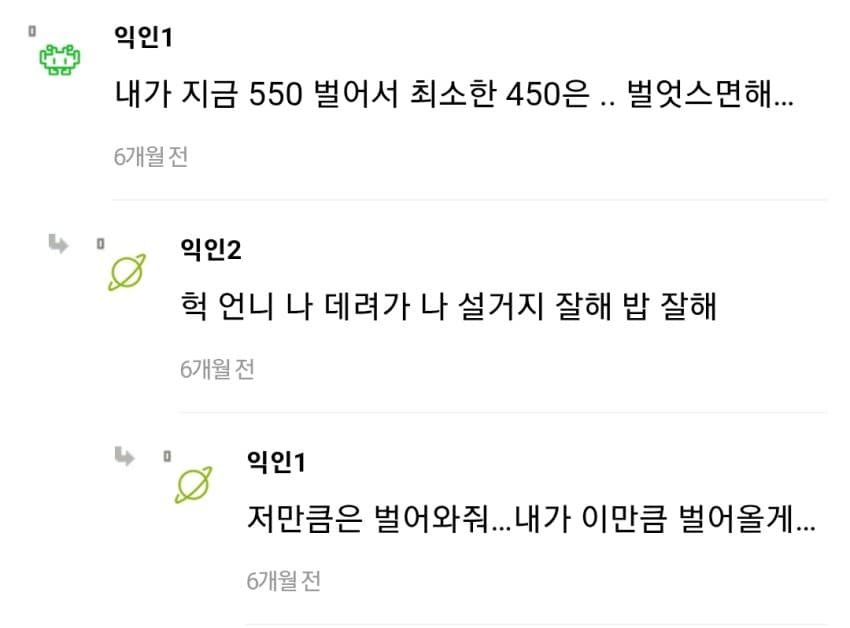 익인1
내가 지금 550 벌어서 최소한 450은 .. 벌엇스면해...
6개월 전
익인2
헉 언니 나 데려가 나 설거지 잘해 밥 잘해
6개월 전
익인1
저만큼은 벌어와줘...내가 이만큼 벌어올게...
6개월 전